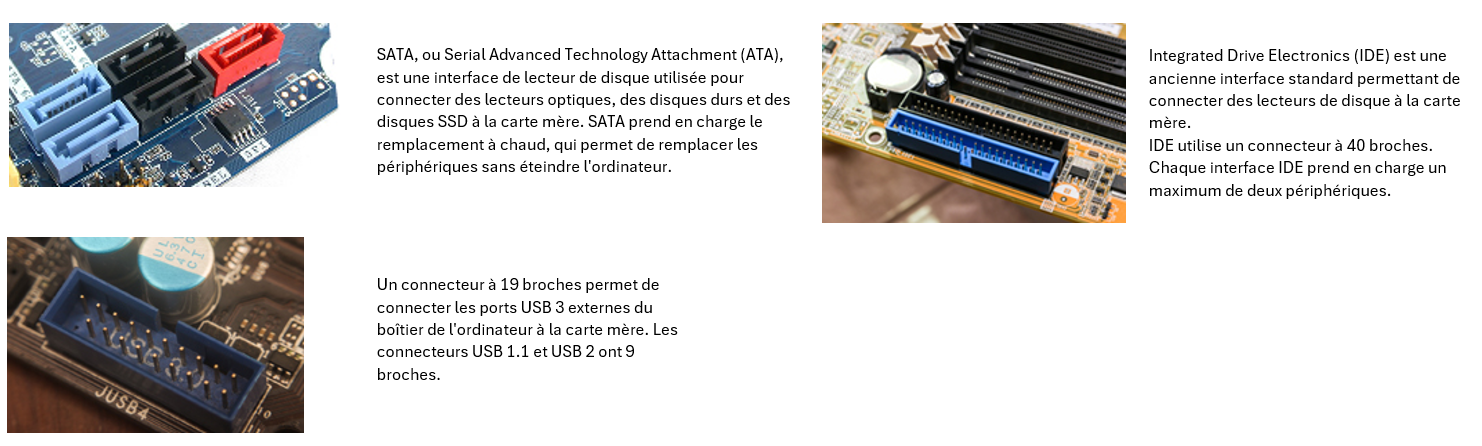 SATA, ou Serial Advanced Technology Attachment (ATA),
est une interface de lecteur de disque utilisée pour
connecter des lecteurs optiques, des disques durs et des
disques SSD à la carte mère. SATA prend en charge le
remplacement à chaud, qui permet de remplacer les
périphériques sans éteindre l'ordinateur.
Integrated Drive Electronics (IDE) est une
ancienne interface standard permettant de
connecter des lecteurs de disque à la carte
mère.
IDE utilise un connecteur à 40 broches.
Chaque interface IDE prend en charge un
maximum de deux périphériques.
JUSB4
Un connecteur à 19 broches permet de
connecter les ports USB 3 externes du
boîtier de l'ordinateur à la carte mère. Les
connecteurs USB 1.1 et USB 2 ont 9
broches.